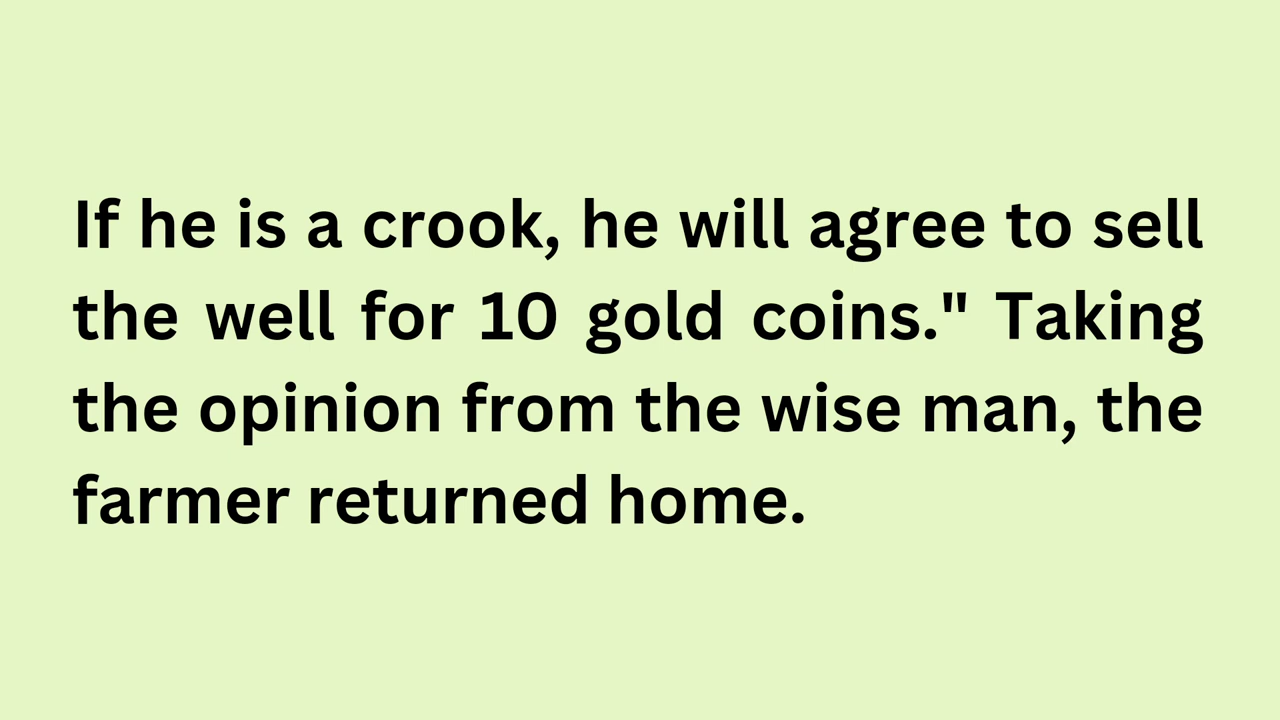 If he is a crook, he will agree to sell
the well for 10 gold coins." Taking
the opinion from the wise man, the
farmer returned home.